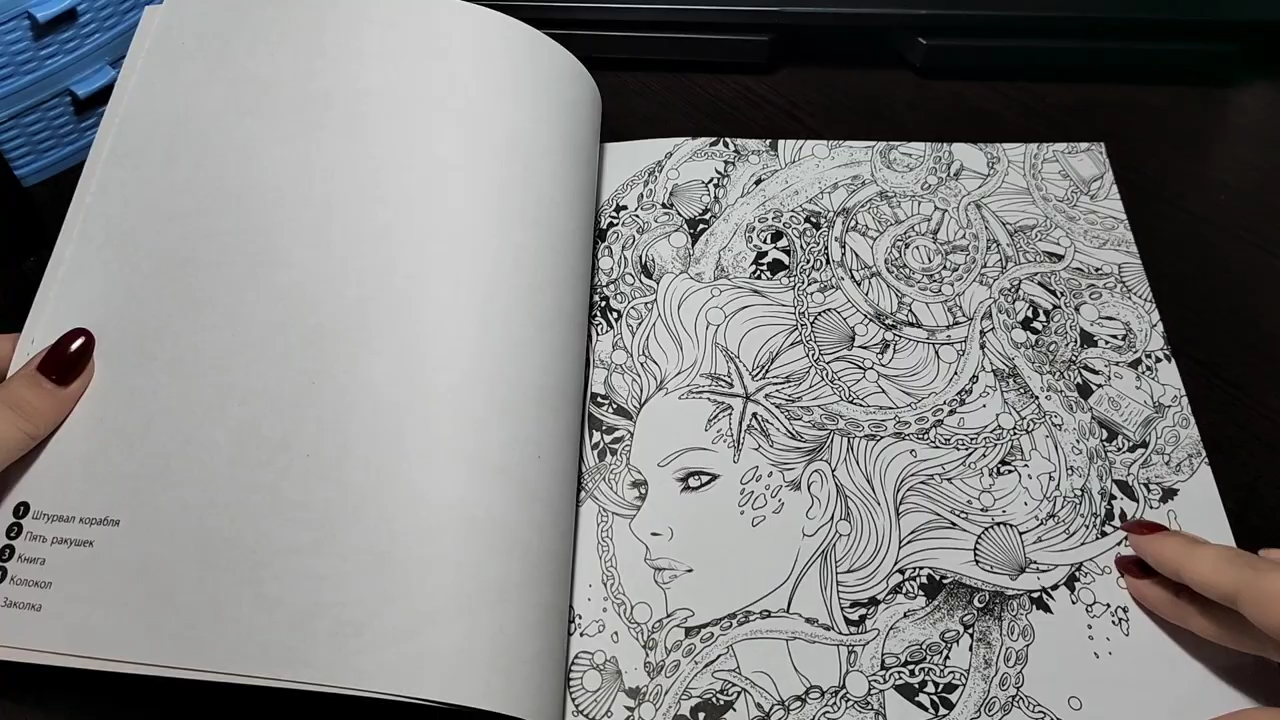 1 Штурвал корабля
2 Пять ракушек
3 Книга
Колокол
Заколка